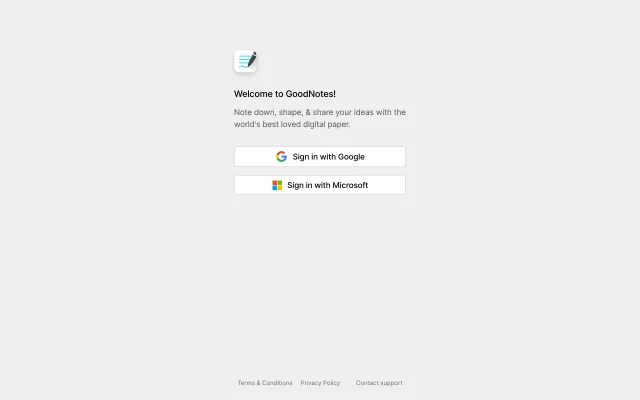 Welcome to GoodNotes!
Note down, shape, & share your ideas with the
world's best loved digital paper.
Sign in with Google
Sign in with Microsoft
Terms & Conditions Privacy Policy Contact support